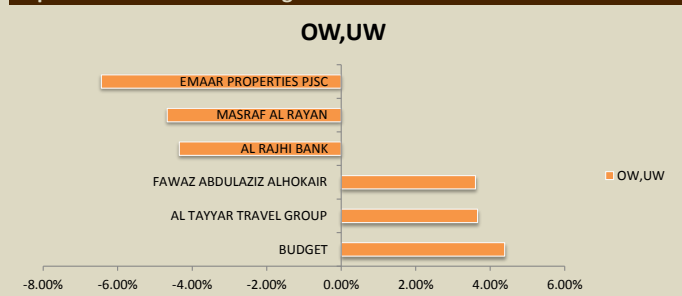 OW,UW
EMAAR PROPERTIES PJSC
MASRAF AL RAYAN
AL RAJHI BANK
FAWAZ ABDULAZIZ ALHOKAIR
OW,UW
AL TAYYAR TRAVEL GROUP
BUDGET
-8.00% -6.00% -4.00% -2.00% 0.00% 2.00% 4.00% 6.00%